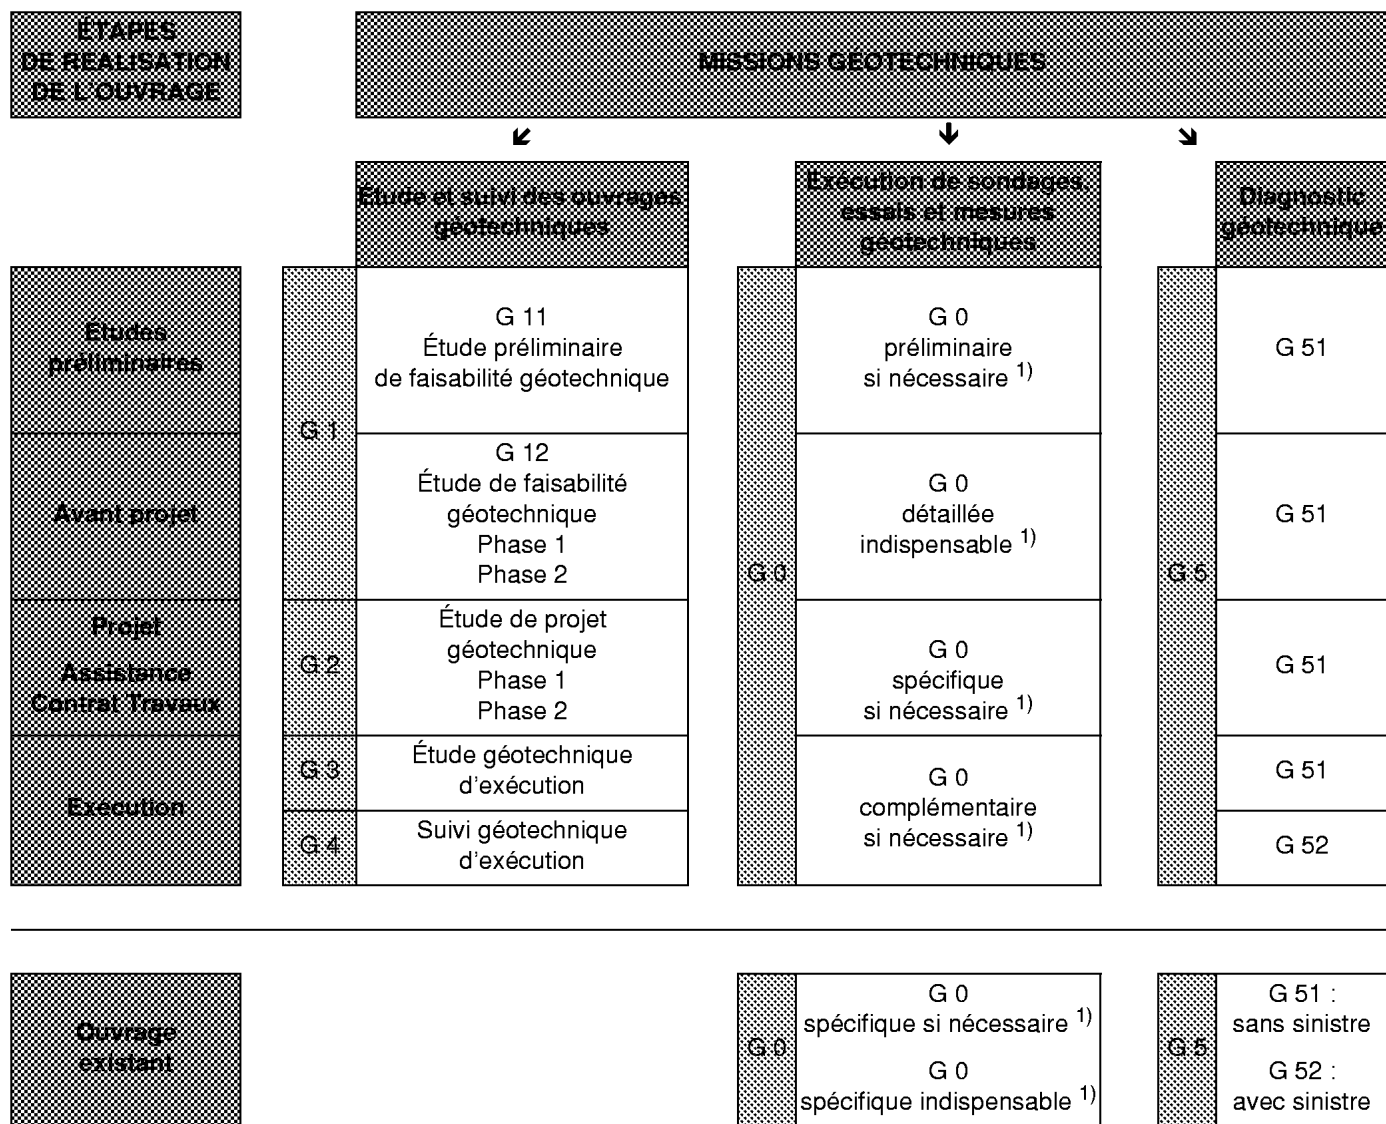 ÉTAPES
DE RÉALISATION
DE L'OUVRAGE
MISSIONS GÉOTECHNIQUES
Étude et suivi des ouvrages
géotechniques
Exécution de sondages,
essais et mesures
géotechniques
Diagnostic
géotechnique
Études
préliminaires
G 1
G 11
Étude préliminaire
de faisabilité géotechnique
G 0
préliminaire
si nécessaire 1)
G 51
Avant projet
G 12
Étude de faisabilité
géotechnique
Phase 1
Phase 2
G 0
G 0
détaillée
indispensable 1)
G 5
G 51
Projet
Assistance
Contrat Travaux
G 2
Étude de projet
géotechnique
Phase 1
Phase 2
G 0
spécifique
si nécessaire 1)
G 51
Exécution
G 3
Étude géotechnique
d'exécution
G 0
complémentaire
si nécessaire 1)
G 51
G 4
Suivi géotechnique
d'exécution
G 52
Ouvrage
existant
G 0
G 0
spécifique si nécessaire 1)
G 0
spécifique indispensable 1)
G 5
G 51 :
sans sinistre
G 52 :
avec sinistre